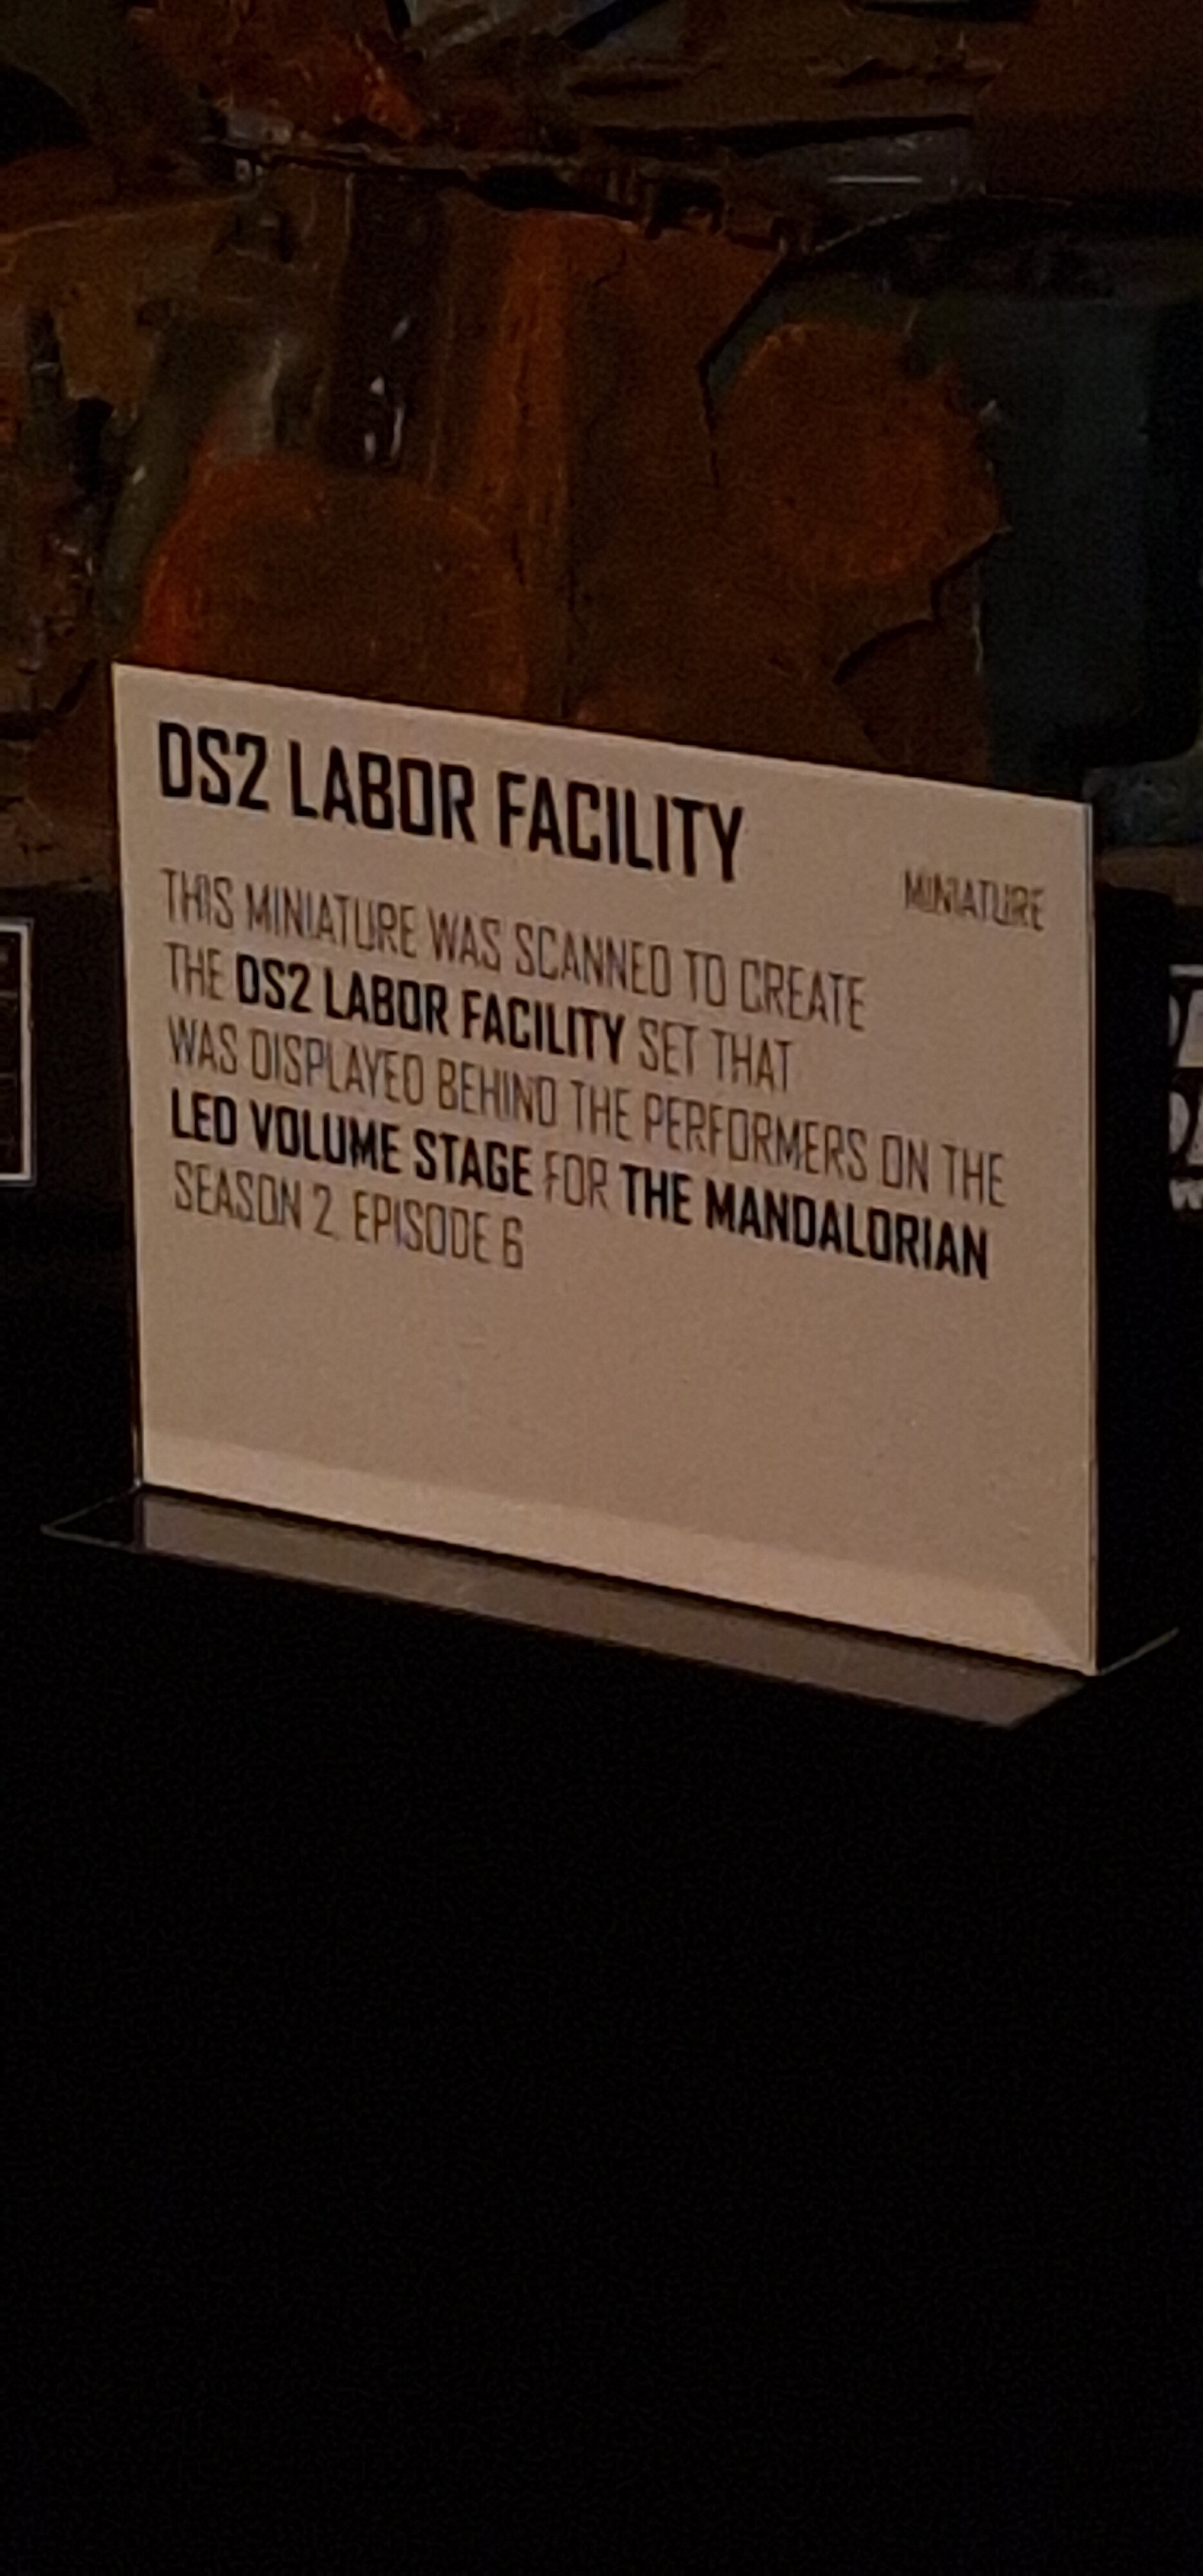 DS2 LABOR FACILITY
MINIATURE
THIS MINIATURE WAS SCANNED TO CREATE
THE DS2 LABOR FACILITY SET THAT
WAS DISPLAYED BEHIND THE PERFORMERS ON THE
LED VOLUME STAGE FOR THE MANDALORIAN
SEASON 2, EPISODE 6